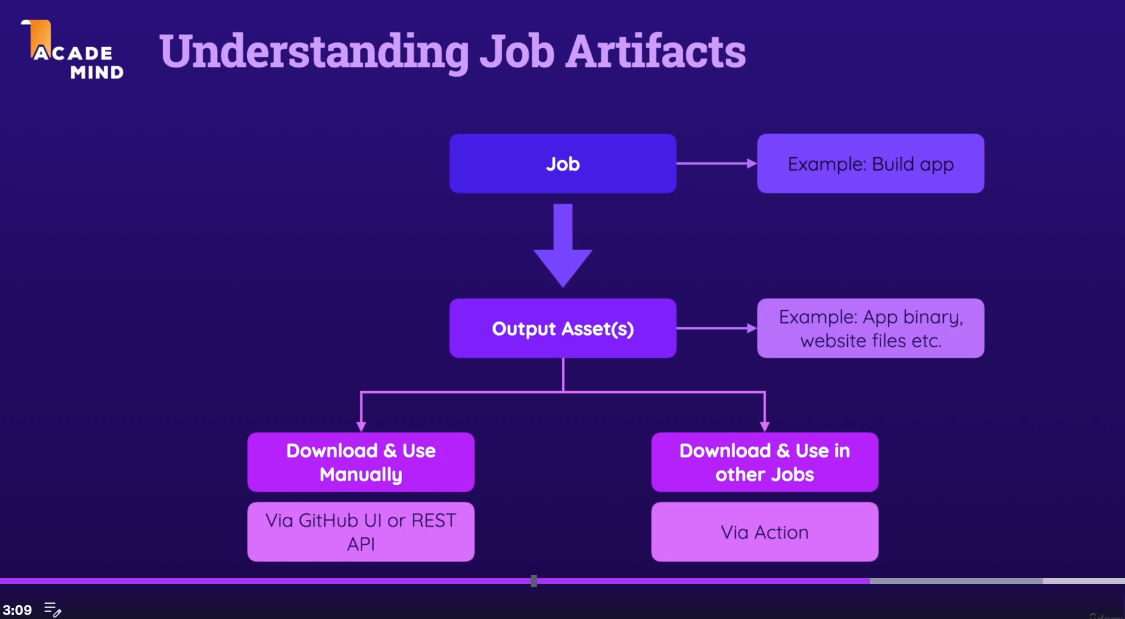 ACADE
MIND
Understanding Job Artifacts
Job
Example: Build app
Output Asset(s)
Example: App binary,
website files etc.
Download & Use
Manually
Download & Use in
other Jobs
Via GitHub UI or REST
API
Via Action
3:09